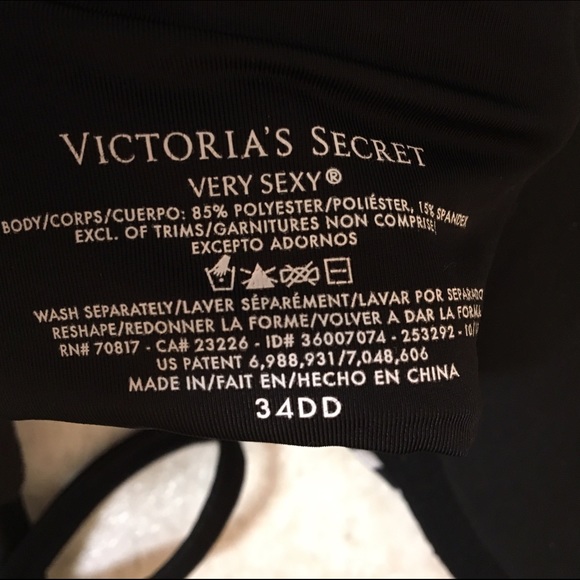 VICTORIA'S SECRET
VERY SEXY®
BODY/CORPS/CUERPO: 85% POLYESTER/POLIÉSTER, 15% SPANDEX
EXCL. OF TRIMS/GARNITURES NON COMPRISE
EXCEPTO ADORNOS
WASH SEPARATELY/LAVER SÉPARÉMENT/LAVAR POR SEPARADO
RESHAPE/REDONNER LA FORME/VOLVER A DAR LA FORMA
RN# 70817 - CA# 23226 - ID# 36007074 - 253292 - 10/
US PATENT 6,988,931/7,048,606
MADE IN/FAIT EN/HECHO EN CHINA
34DD